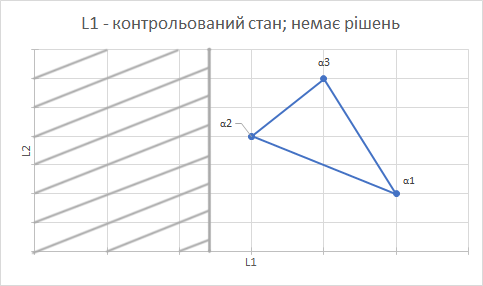 L1 - контрольований стан; немає рішень
α3
α2
α1
L2
L1